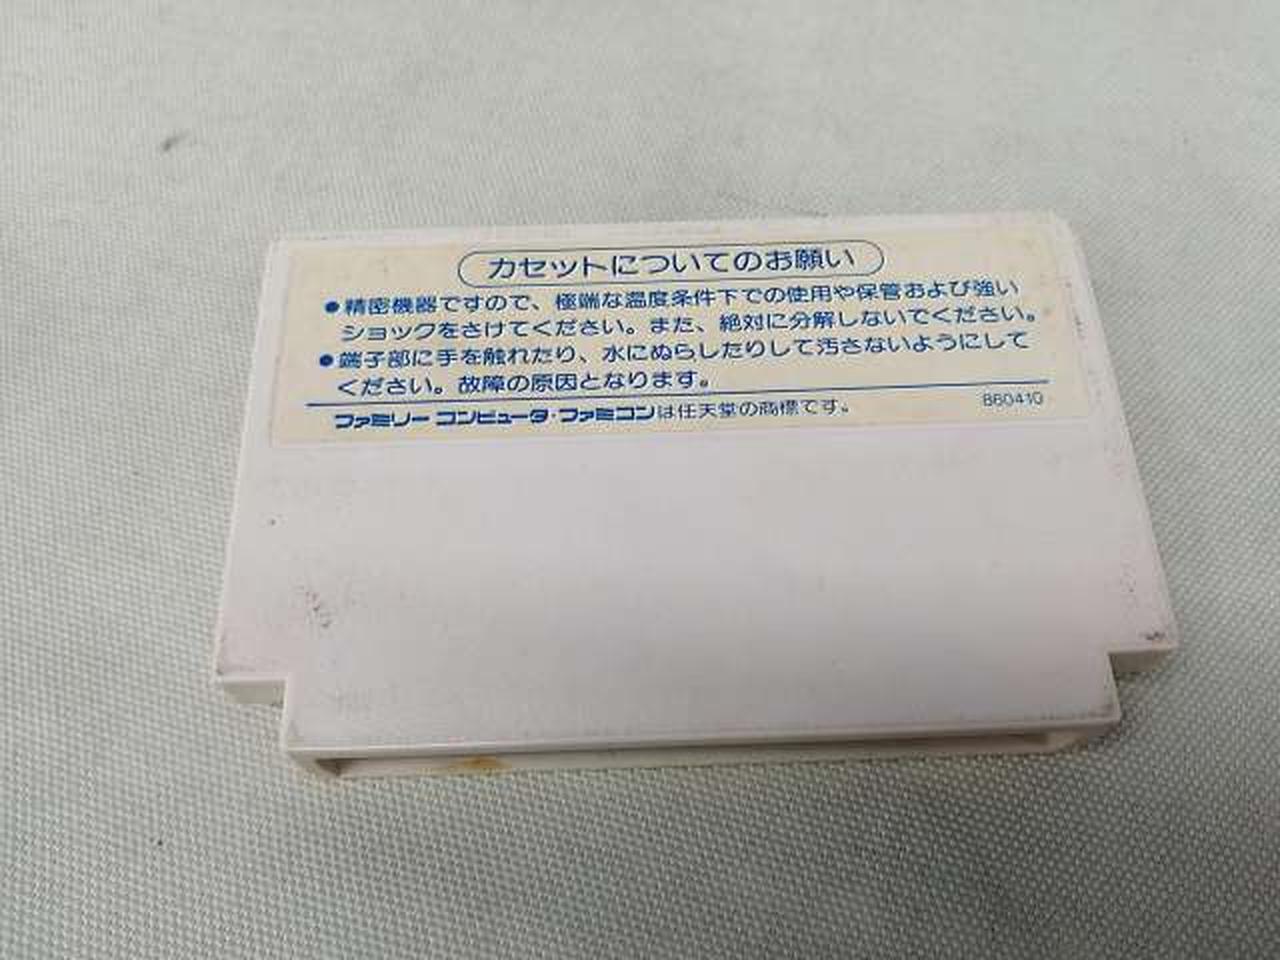 カセットについてのお願い
●精密機器ですので、極端な温度条件下での使用や保管および強い
ショックをさけてください。また、絶対に分解しないでください。
●端子部に手を触れたり、水にぬらしたりして汚さないようにして
ください。故障の原因となります。
ファミリーコンピュータ・ファミコンは任天堂の商標です。 860410